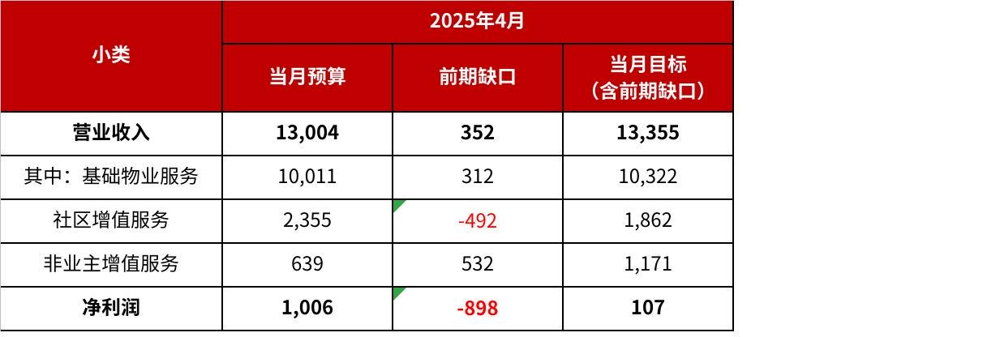 小类
2025年4月
当月预算
前期缺口
当月目标
（含前期缺口）
营业收入 13,004 352 13,355
其中：基础物业服务 10,011 312 10,322
社区增值服务 2,355 -492 1,862
非业主增值服务 639 532 1,171
净利润 1,006 -898 107